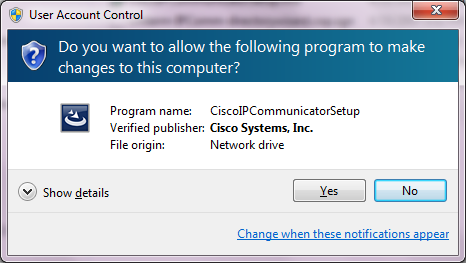 User Account Control
Do you want to allow the following program to make
changes to this computer?
Program name: CiscoIPCommunicatorSetup
Verified publisher: Cisco Systems, Inc.
File origin: Network drive
Show details
Yes
No
Change when these notifications appear